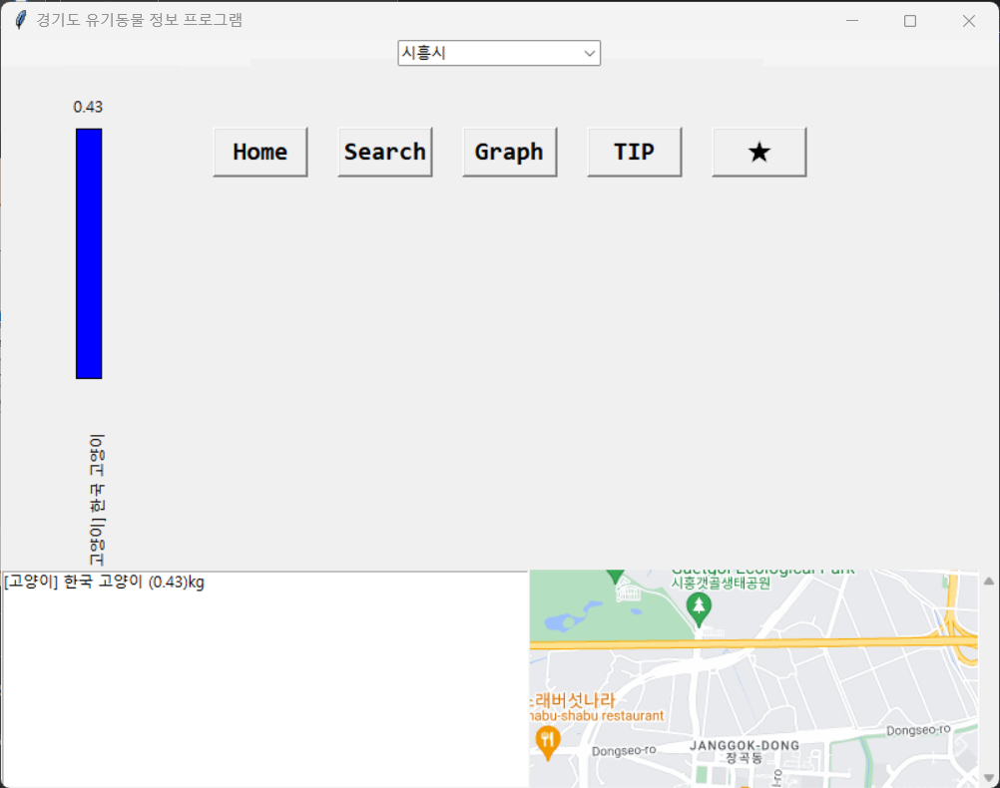 경기도 유기동물 정보 프로그램
시흥시
0.43
Home
Search
Graph
TIP
★
고양이] 한국 고양이
[고양이] 한국 고양이 (0.43)kg
Gaetgol Ecological Park
시흥갯골생태공원
노래버섯나라
habu-shabu restaurant
Dongseo-ro
JANGGOK-DONG
장곡동
Dongseo-ro